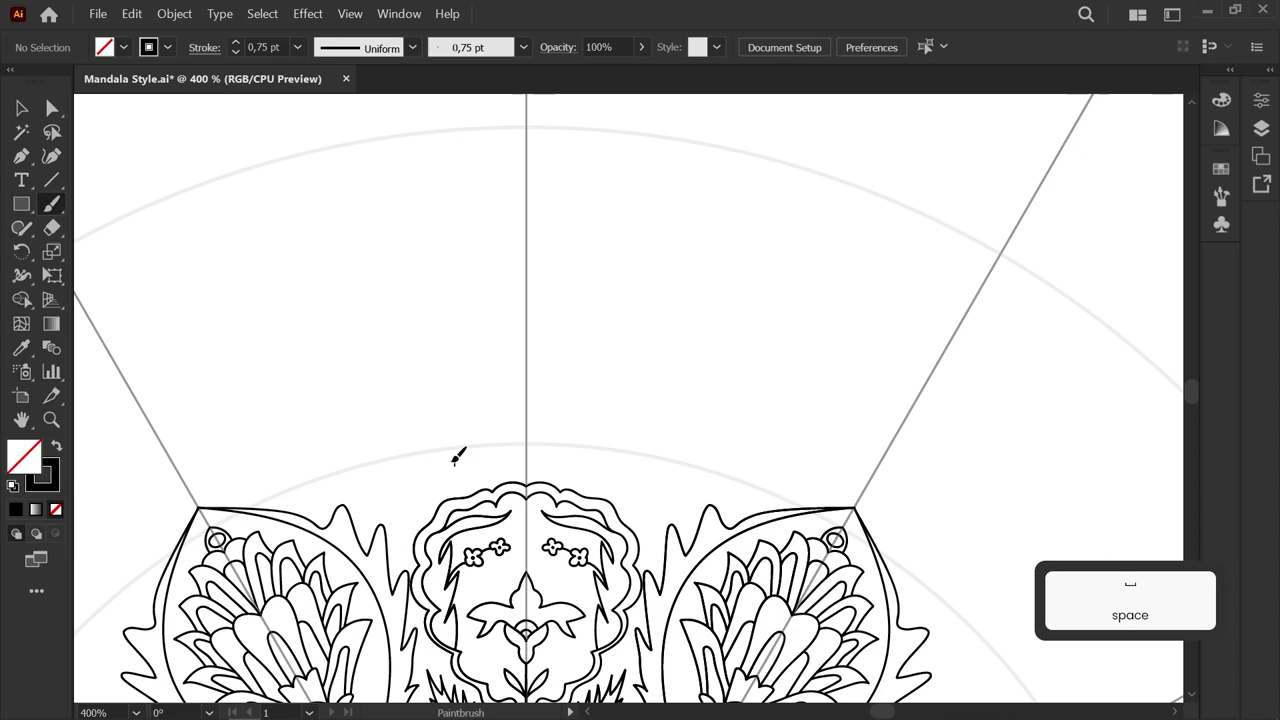 Ai File Edit Object Type Select Effect View Window Help
No Selection Stroke: 0,75 pt Uniform 0,75 pt Opacity: 100% Style: Document Setup Preferences
Mandala Style.ai* @ 400 % (RGB/CPU Preview)
space
400% 0° 1 Paintbrush